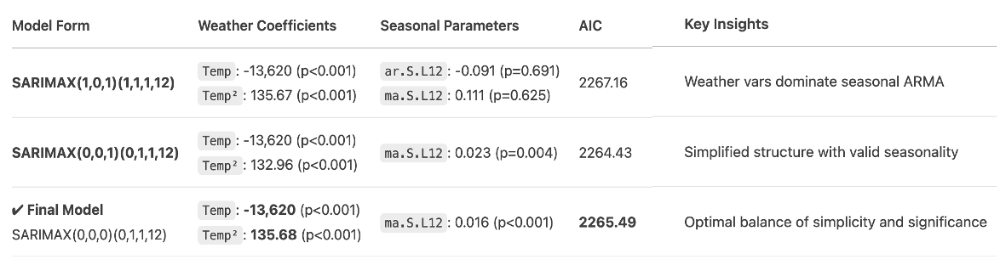 Model Form Weather Coefficients Seasonal Parameters AIC Key Insights
Temp: -13,620 (p<0.001) ar.S.L12: -0.091 (p=0.691)
SARIMAX(1,0,1)(1,1,1,12) 2267.16 Weather vars dominate seasonal ARMA
Temp²: 135.67 (p<0.001) ma.S.L12: 0.111 (p=0.625)
Temp: -13,620 (p<0.001)
SARIMAX(0,0,1)(0,1,1,12) ma.S.L12: 0.023 (p=0.004) 2264.43 Simplified structure with valid seasonality
Temp²: 132.96 (p<0.001)
✔ Final Model Temp: -13,620 (p<0.001)
ma.S.L12: 0.016 (p<0.001) 2265.49 Optimal balance of simplicity and significance
SARIMAX(0,0,0)(0,1,1,12) Temp²: 135.68 (p<0.001)